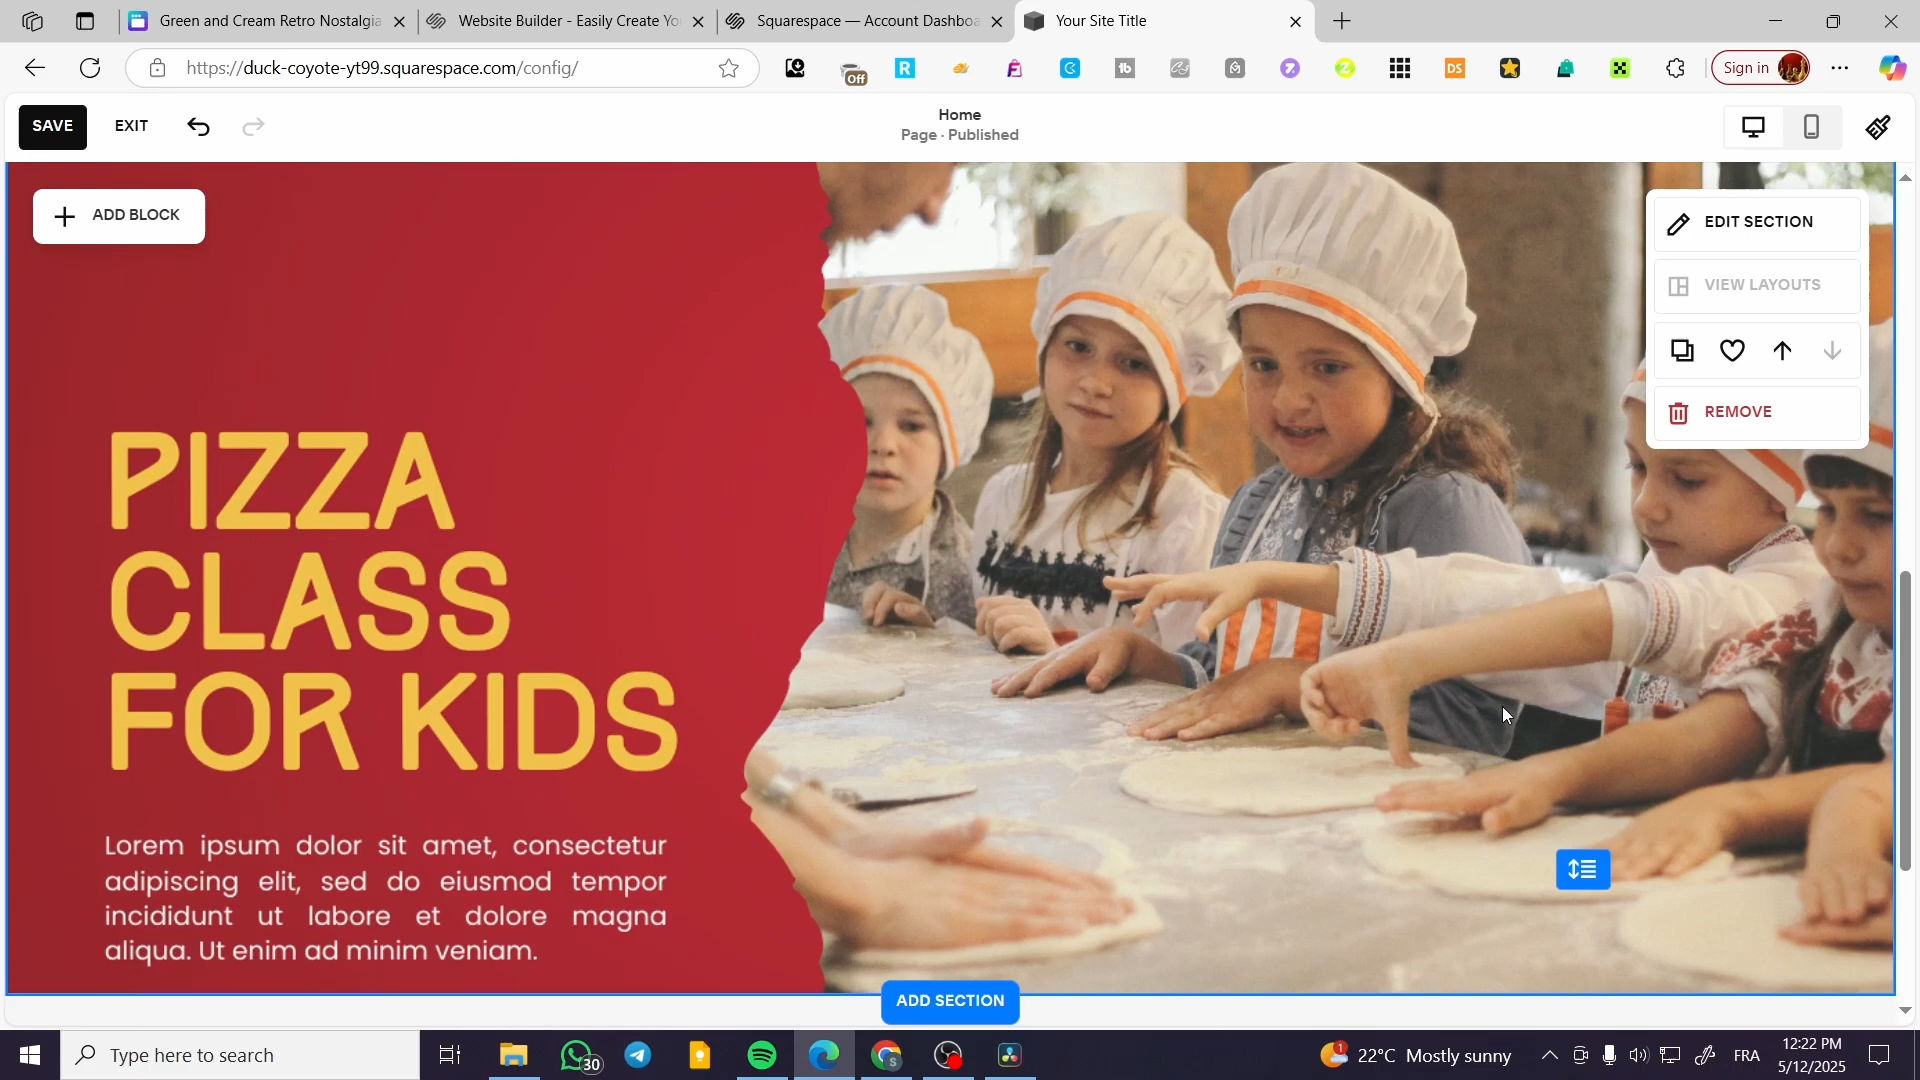 Green and Cream Retro Nostalgia
Website Builder - Easily Create Yo
Squarespace — Account Dashboa
Your Site Title
https://duck-coyote-yt99.squarespace.com/config/
Off
R
1b
DS
Sign in
SAVE
EXIT
Home
Page · Published
ADD BLOCK
EDIT SECTION
VIEW LAYOUTS
REMOVE
PIZZA
CLASS
FOR KIDS
Lorem ipsum dolor sit amet, consectetur
adipiscing elit, sed do eiusmod tempor
incididunt ut labore et dolore magna
aliqua. Ut enim ad minim veniam.
ADD SECTION
Type here to search
30
1
22°C Mostly sunny
FRA
12:22 PM
5/12/2025